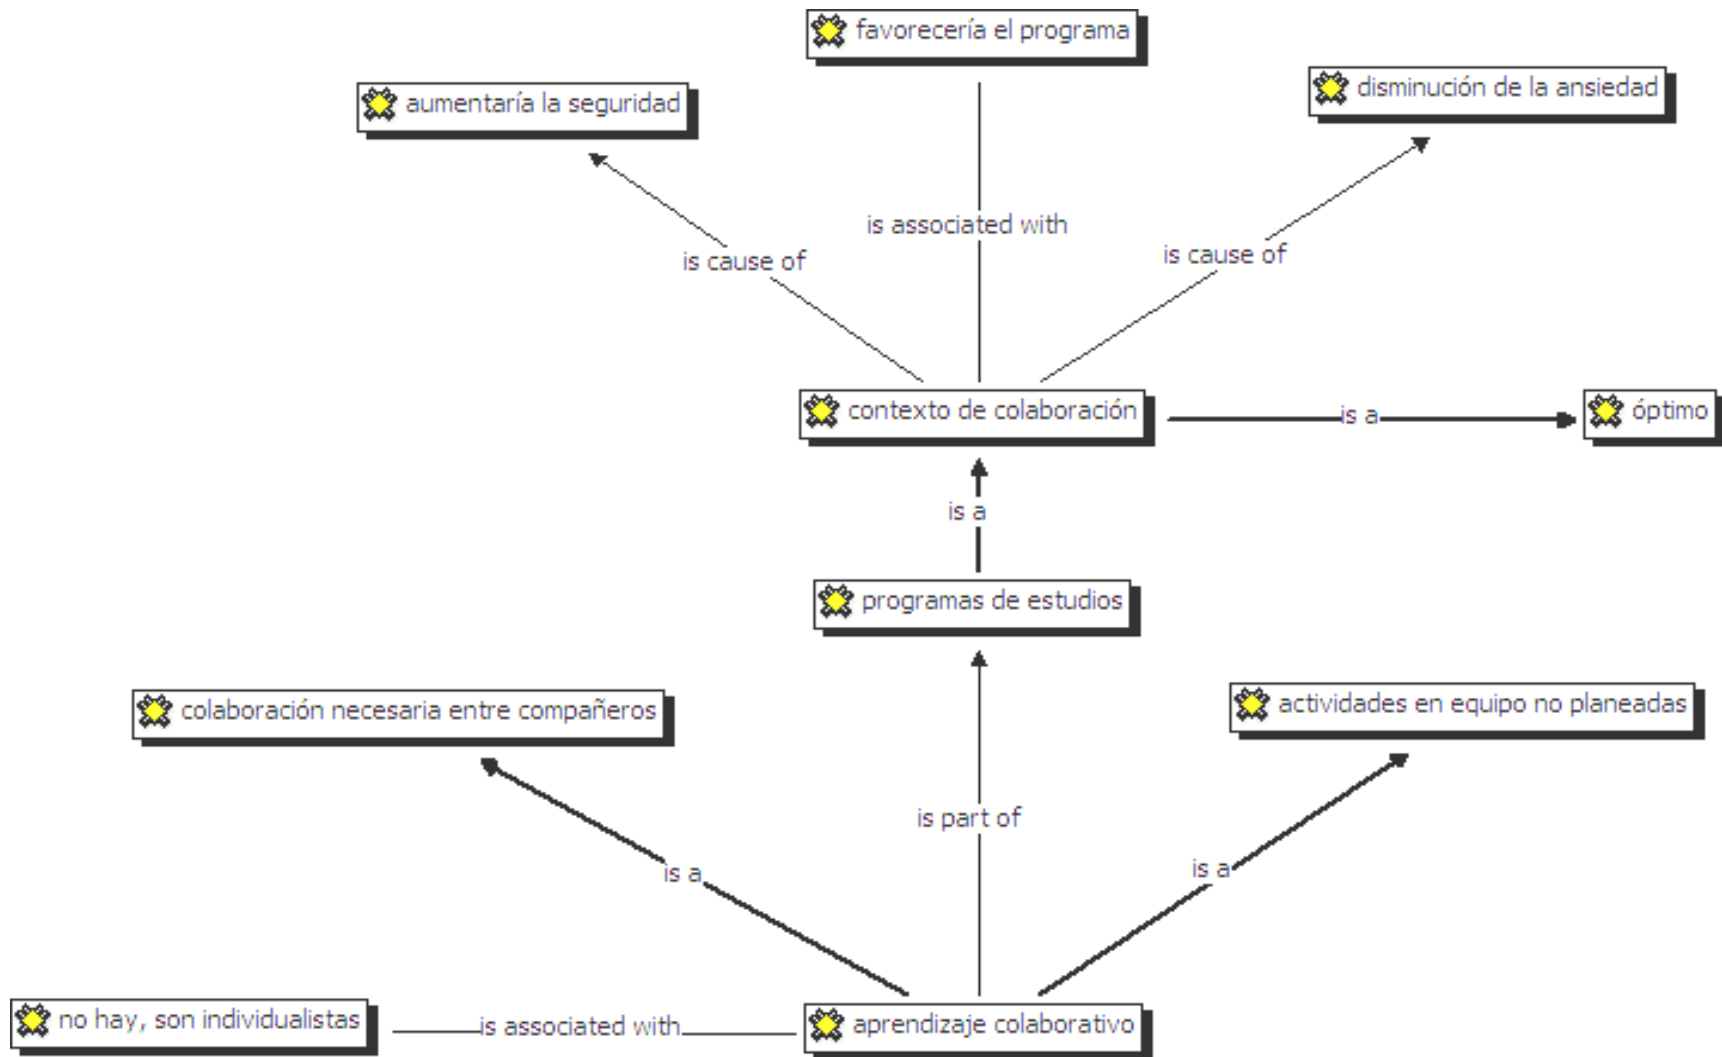 favorecería el programa
disminución de la ansiedad
aumentaría la seguridad
is associated with
is cause of
is cause of
contexto de colaboración
is a
óptimo
is a
programas de estudios
colaboración necesaria entre compañeros
actividades en equipo no planeadas
is part of
is a
is a
no hay, son individualistas
is associated with
aprendizaje colaborativo